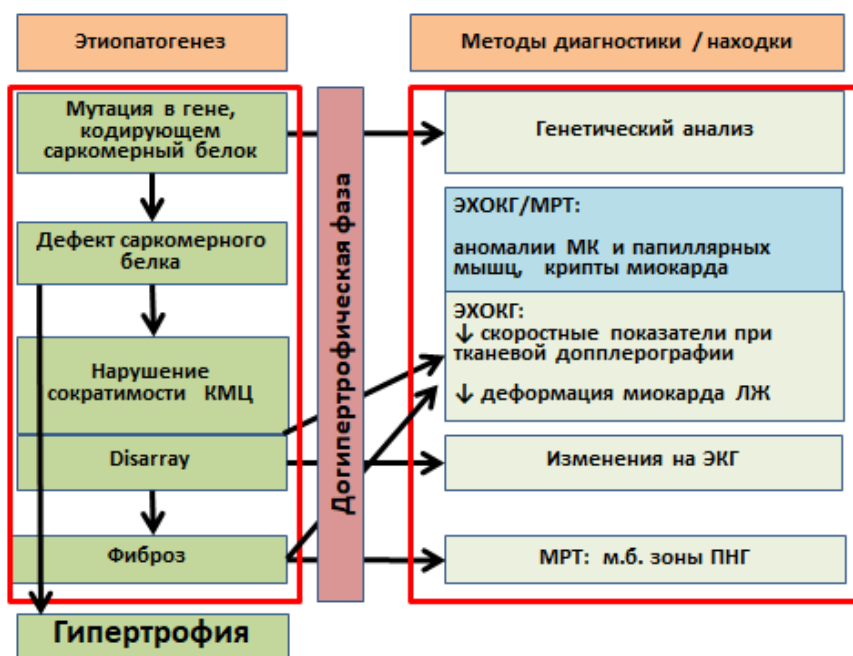 Этиопатогенез
Методы диагностики / находки
Мутация в гене,
кодирующем
саркомерный белок
Дефект саркомерного
белка
Нарушение
сократимости КМЦ
Disarray
Фиброз
Гипертрофия
Догипертрофическая фаза
Генетический анализ
ЭХОКГ/МРТ:
аномалии МК и папиллярных
мышц, крипты миокарда
ЭХОКГ:
↓ скоростные показатели при
тканевой допплерографии
↓ деформация миокарда ЛЖ
Изменения на ЭКГ
МРТ: м.б. зоны ПНГ